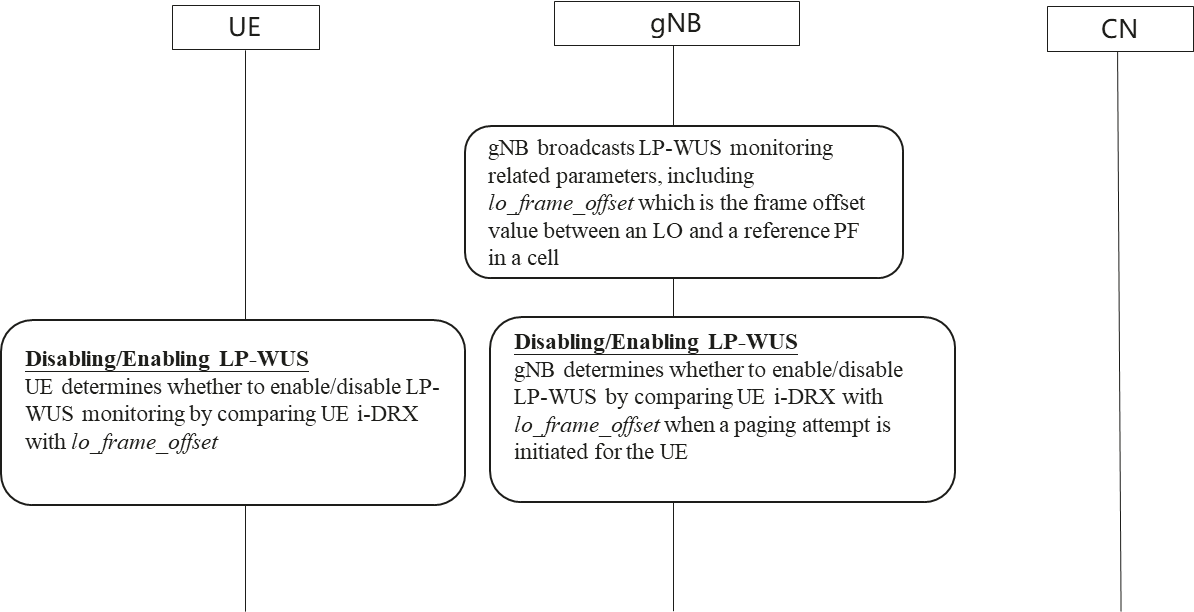 UE
gNB
CN
gNB broadcasts LP-WUS monitoring
related parameters, including
lo_frame_offset which is the frame offset
value between an LO and a reference PF
in a cell
Disabling/Enabling LP-WUS
UE determines whether to enable/disable LP-
WUS monitoring by comparing UE i-DRX
with lo_frame_offset
Disabling/Enabling LP-WUS
gNB determines whether to enable/disable
LP-WUS by comparing UE i-DRX with
lo_frame_offset when a paging attempt is
initiated for the UE